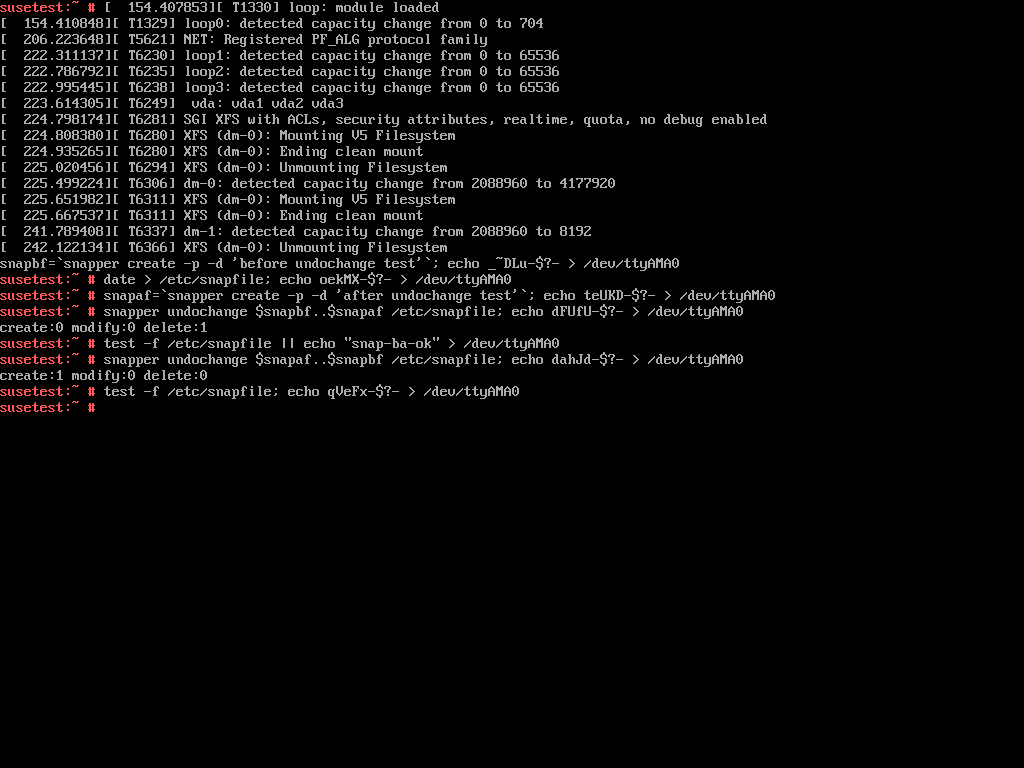 susetest:~ # [  154.407853][ T1330] loop: module loaded
[  154.410848][ T1329] loop0: detected capacity change from 0 to 704
[  206.223648][ T5621] NET: Registered PF_ALG protocol family
[  222.311137][ T6230] loop1: detected capacity change from 0 to 65536
[  222.786792][ T6235] loop2: detected capacity change from 0 to 65536
[  222.995445][ T6238] loop3: detected capacity change from 0 to 65536
[  223.614305][ T6249]  vda: vda1 vda2 vda3
[  224.798174][ T6281] SGI XFS with ACLs, security attributes, realtime, quota, no debug enabled
[  224.808380][ T6280] XFS (dm-0): Mounting V5 Filesystem
[  224.935265][ T6280] XFS (dm-0): Ending clean mount
[  225.020456][ T6294] XFS (dm-0): Unmounting Filesystem
[  225.499224][ T6306] dm-0: detected capacity change from 2088960 to 4177920
[  225.651982][ T6311] XFS (dm-0): Mounting V5 Filesystem
[  225.667537][ T6311] XFS (dm-0): Ending clean mount
[  241.789408][ T6337] dm-1: detected capacity change from 2088960 to 8192
[  242.122134][ T6366] XFS (dm-0): Unmounting Filesystem
snapbf=`snapper create -p -d 'before undochange test'`; echo _~DLu-$?- > /dev/ttyAMA0
susetest:~ # date > /etc/snapfile; echo oekMX-$?- > /dev/ttyAMA0
susetest:~ # snapaf=`snapper create -p -d 'after undochange test'`; echo teUKD-$?- > /dev/ttyAMA0
susetest:~ # snapper undochange $snapbf..$snapaf /etc/snapfile; echo dFUfU-$?- > /dev/ttyAMA0
create:0 modify:0 delete:1
susetest:~ # test -f /etc/snapfile || echo "snap-ba-ok" > /dev/ttyAMA0
susetest:~ # snapper undochange $snapaf..$snapbf /etc/snapfile; echo dahJd-$?- > /dev/ttyAMA0
create:1 modify:0 delete:0
susetest:~ # test -f /etc/snapfile; echo qVeFx-$?- > /dev/ttyAMA0
susetest:~ #